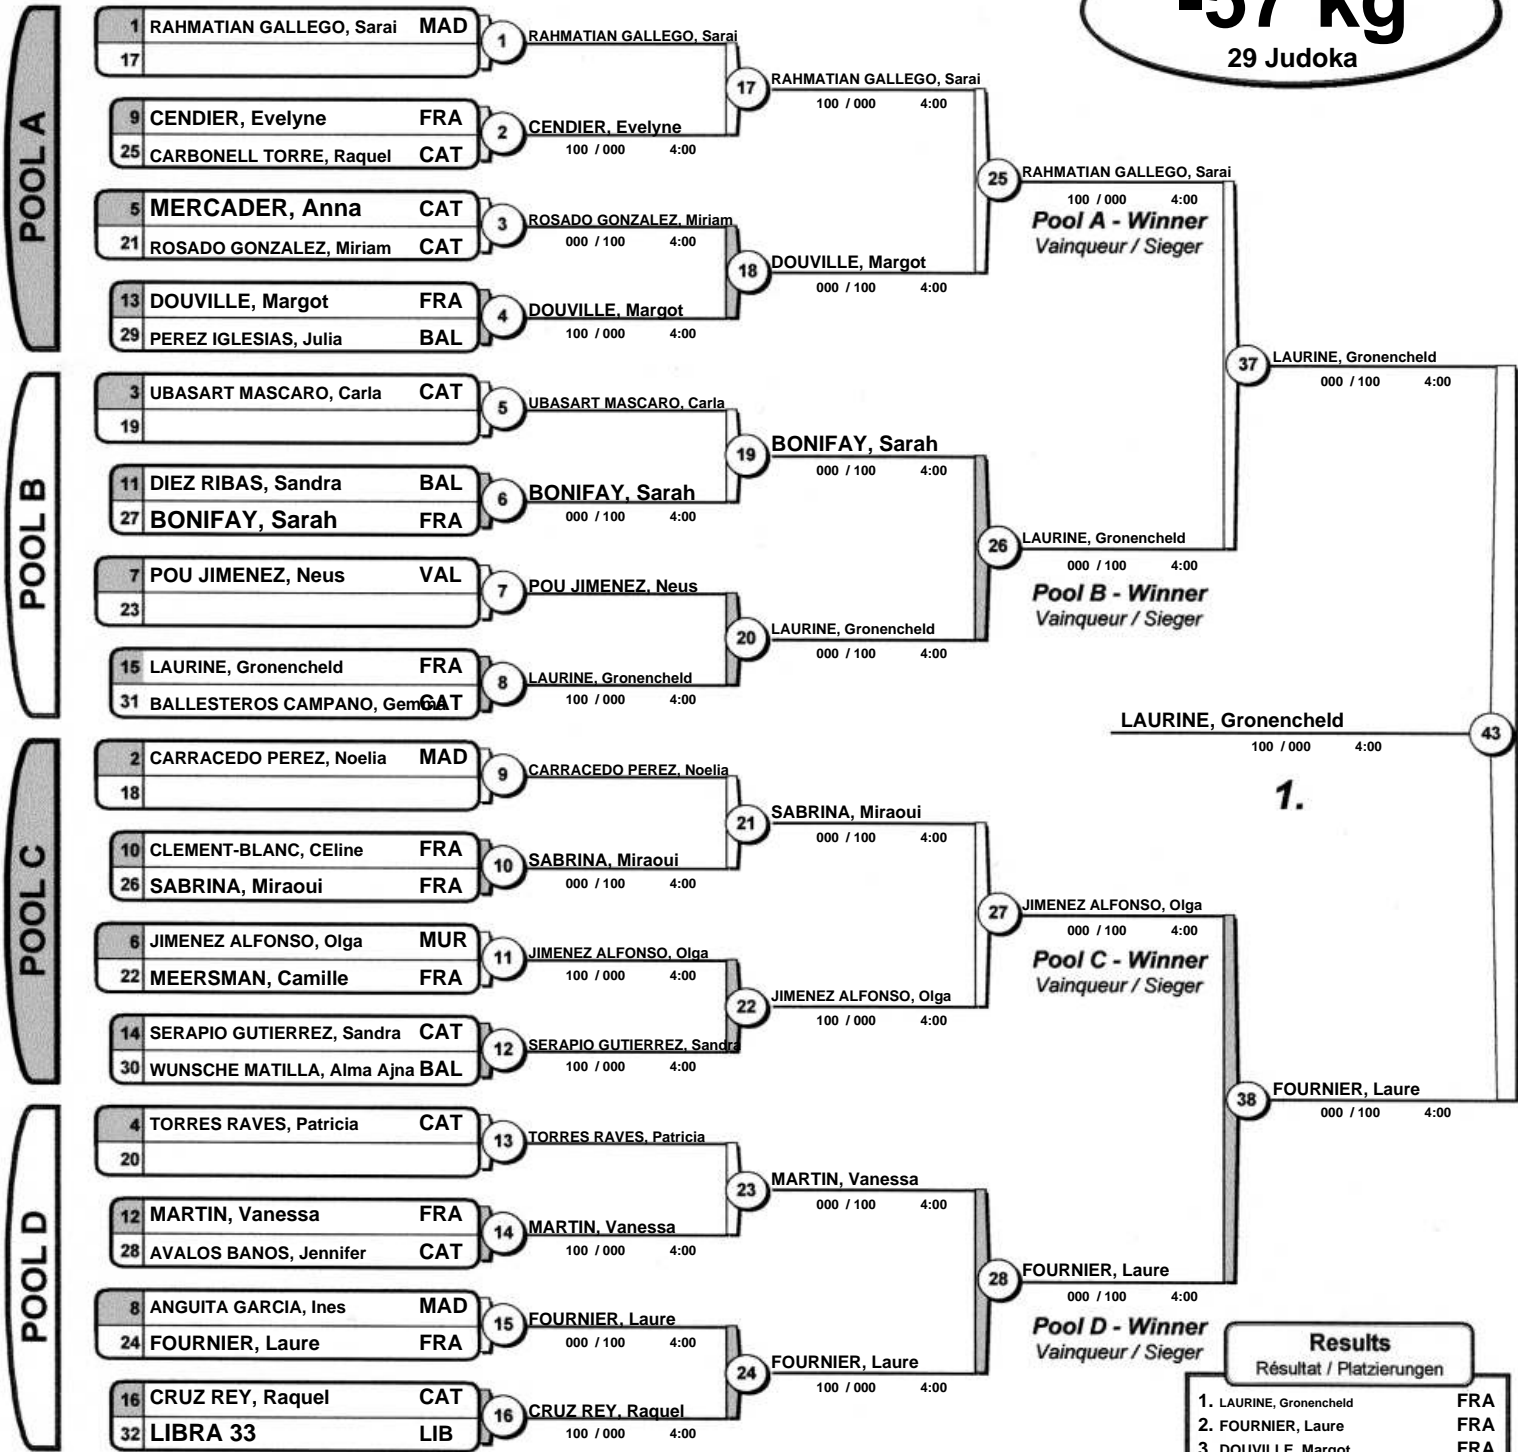 -57 kg
29 Judoka
POOL A
1 RAHMATIAN GALLEGO, Sarai MAD
17
9 CENDIER, Evelyne FRA
25 CARBONELL TORRE, Raquel CAT
5 MERCADER, Anna CAT
21 ROSADO GONZALEZ, Miriam CAT
13 DOUVILLE, Margot FRA
29 PEREZ IGLESIAS, Julia BAL
POOL B
3 UBASART MASCARO, Carla CAT
19
11 DIEZ RIBAS, Sandra BAL
27 BONIFAY, Sarah FRA
7 POU JIMENEZ, Neus VAL
23
15 LAURINE, Gronencheld FRA
31 BALLESTEROS CAMPANO, Gemma CAT
POOL C
2 CARRACEDO PEREZ, Noelia MAD
18
10 CLEMENT-BLANC, CEline FRA
26 SABRINA, Miraoui FRA
6 JIMENEZ ALFONSO, Olga MUR
22 MEERSMAN, Camille FRA
14 SERAPIO GUTIERREZ, Sandra CAT
30 WUNSCHE MATILLA, Alma Ajna BAL
POOL D
4 TORRES RAVES, Patricia CAT
20
12 MARTIN, Vanessa FRA
28 AVALOS BANOS, Jennifer CAT
8 ANGUITA GARCIA, Ines MAD
24 FOURNIER, Laure FRA
16 CRUZ REY, Raquel CAT
32 LIBRA 33 LIB
1 RAHMATIAN GALLEGO, Sarai
2 CENDIER, Evelyne
100 / 000 4:00
3 ROSADO GONZALEZ, Miriam
000 / 100 4:00
4 DOUVILLE, Margot
100 / 000 4:00
5 UBASART MASCARO, Carla
6 BONIFAY, Sarah
000 / 100 4:00
7 POU JIMENEZ, Neus
8 LAURINE, Gronencheld
100 / 000 4:00
9 CARRACEDO PEREZ, Noelia
10 SABRINA, Miraoui
000 / 100 4:00
11 JIMENEZ ALFONSO, Olga
100 / 000 4:00
12 SERAPIO GUTIERREZ, Sandra
100 / 000 4:00
13 TORRES RAVES, Patricia
14 MARTIN, Vanessa
100 / 000 4:00
15 FOURNIER, Laure
000 / 100 4:00
16 CRUZ REY, Raquel
100 / 000 4:00
17 RAHMATIAN GALLEGO, Sarai
100 / 000 4:00
18 DOUVILLE, Margot
000 / 100 4:00
19 BONIFAY, Sarah
000 / 100 4:00
20 LAURINE, Gronencheld
000 / 100 4:00
21 SABRINA, Miraoui
000 / 100 4:00
22 JIMENEZ ALFONSO, Olga
100 / 000 4:00
23 MARTIN, Vanessa
000 / 100 4:00
24 FOURNIER, Laure
100 / 000 4:00
25 RAHMATIAN GALLEGO, Sarai
100 / 000 4:00
Pool A - Winner
Vainqueur / Sieger
26 LAURINE, Gronencheld
000 / 100 4:00
Pool B - Winner
Vainqueur / Sieger
27 JIMENEZ ALFONSO, Olga
000 / 100 4:00
Pool C - Winner
Vainqueur / Sieger
28 FOURNIER, Laure
000 / 100 4:00
Pool D - Winner
Vainqueur / Sieger
37 LAURINE, Gronencheld
000 / 100 4:00
38 FOURNIER, Laure
000 / 100 4:00
LAURINE, Gronencheld 43
100 / 000 4:00
1.
Results
Résultat / Platzierungen
1. LAURINE, Gronencheld FRA
2. FOURNIER, Laure FRA
3. DOUVILLE, Margot FRA